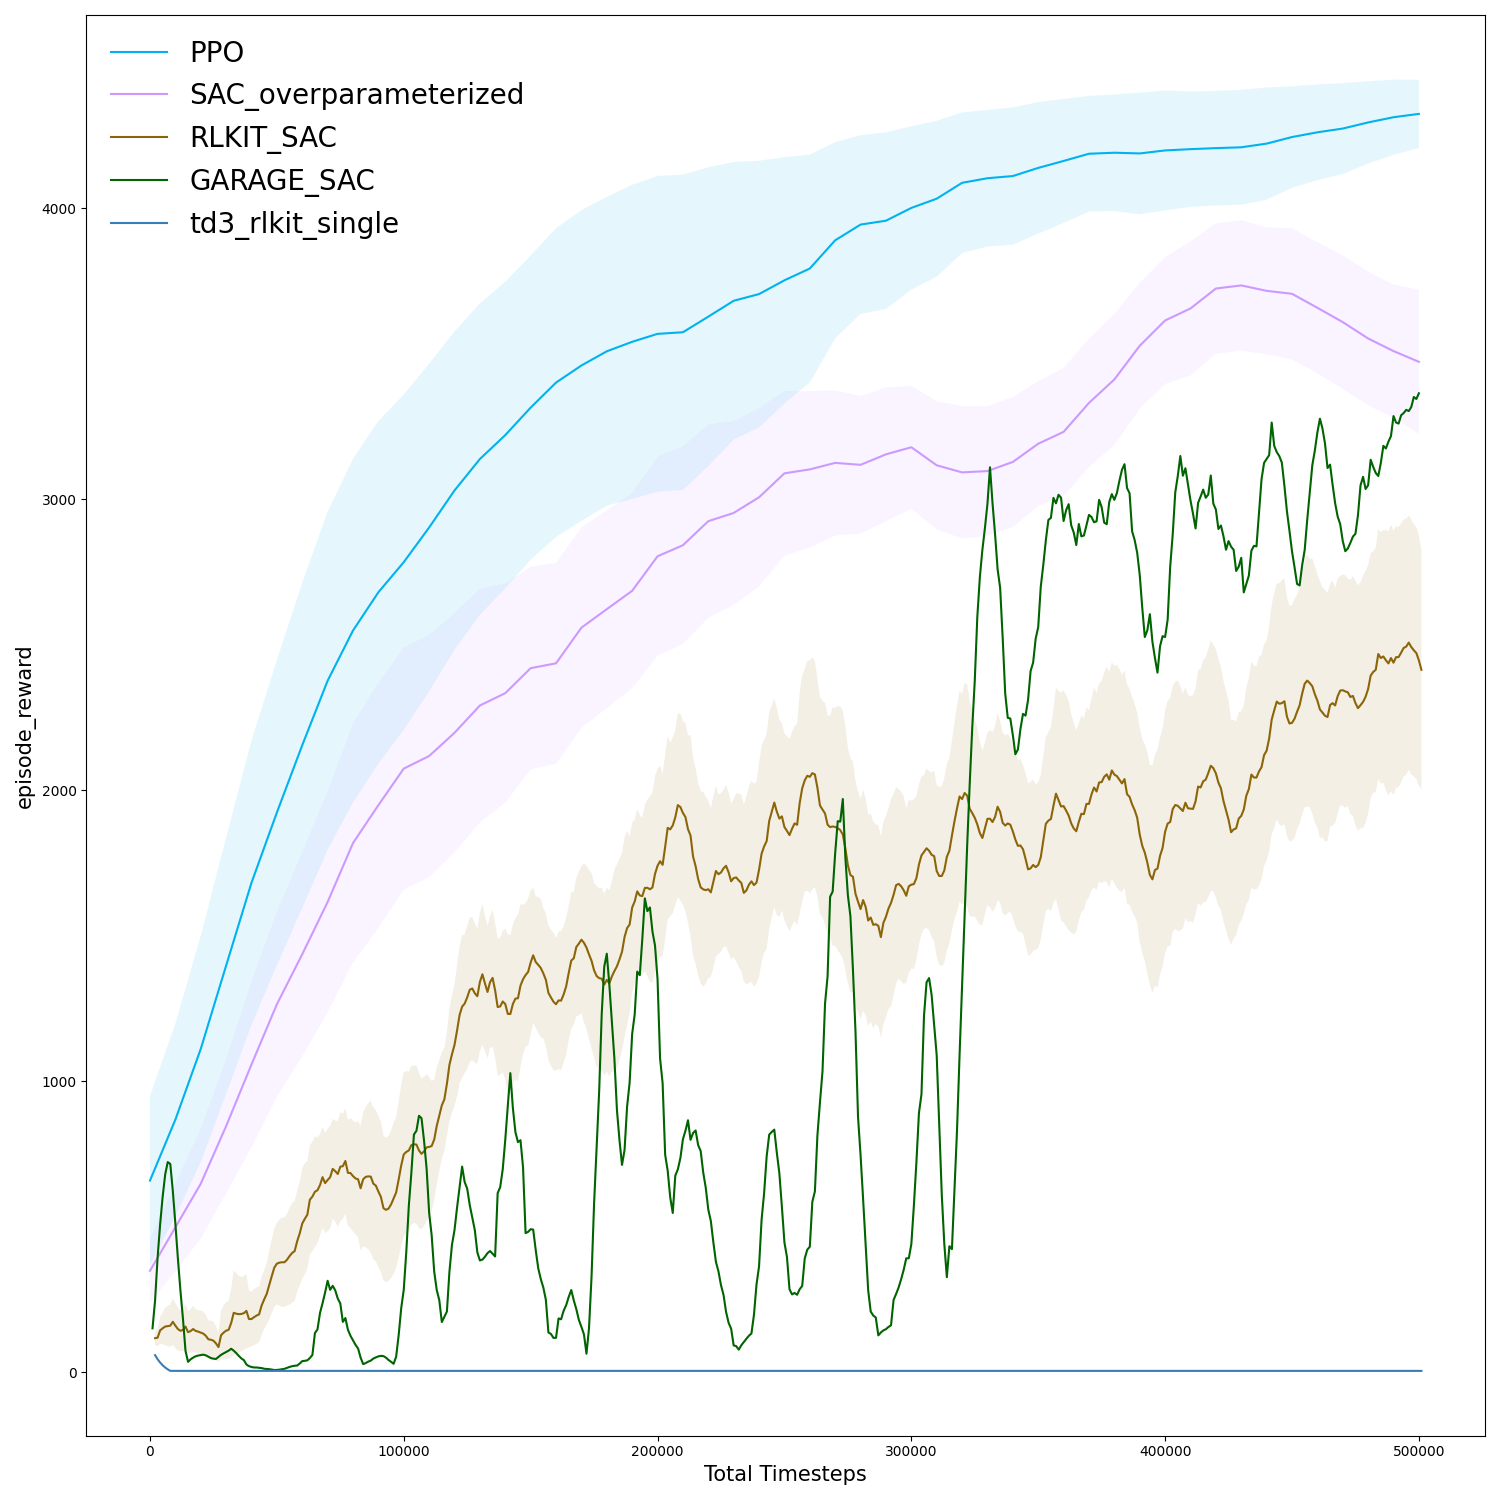 PPO
SAC_overparameterized
RLKIT_SAC
GARAGE_SAC
td3_rlkit_single
4000
3000
2000
1000
0
episode_reward
0 100000 200000 300000 400000 500000
Total Timesteps